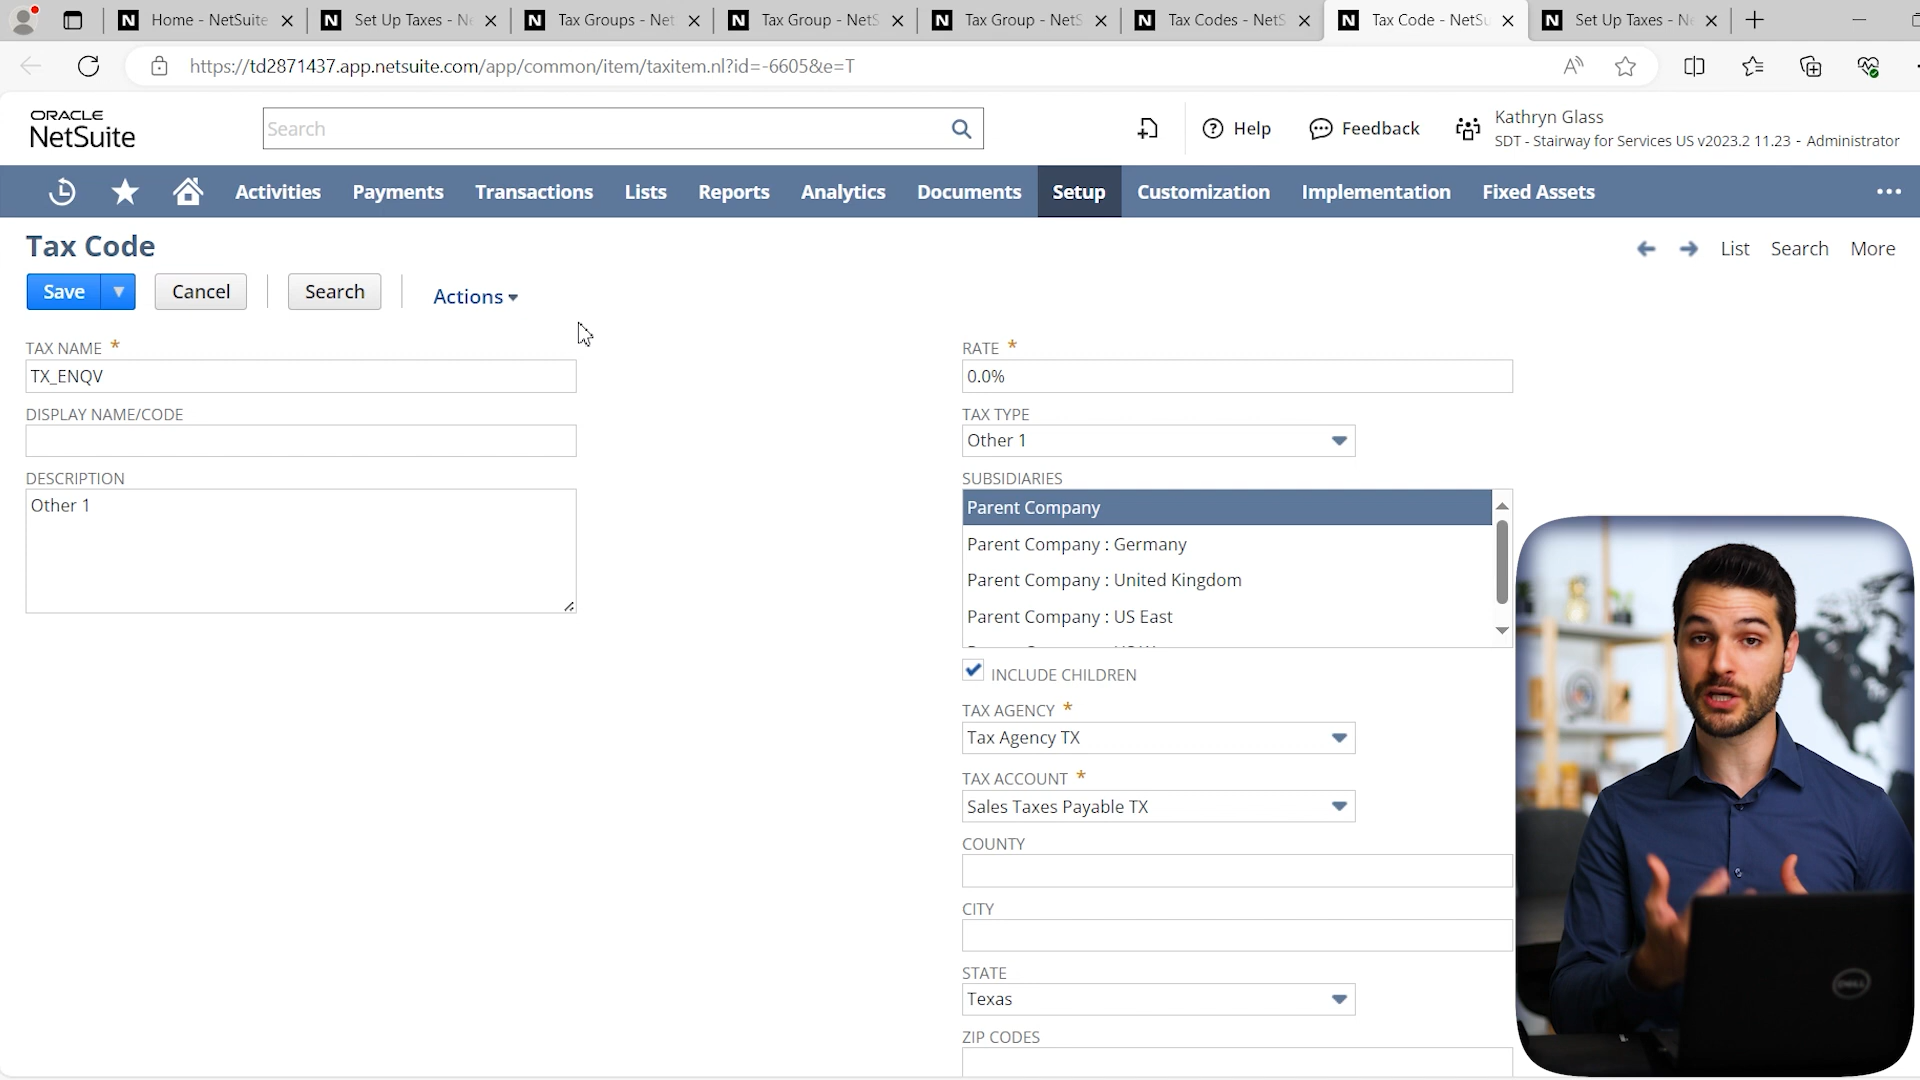 Home - NetSuite
Set Up Taxes - Ne
Tax Groups - Net
Tax Group - NetS
Tax Group - NetS
Tax Codes - NetS
Tax Code - NetSu
Set Up Taxes - Ne
https://td2871437.app.netsuite.com/app/common/item/taxitem.nl?id=-6605&e=T
ORACLE
NetSuite
Search
Help
Feedback
Kathryn Glass
SDT - Stairway for Services US v2023.2 11.23 - Administrator
Activities
Payments
Transactions
Lists
Reports
Analytics
Documents
Setup
Customization
Implementation
Fixed Assets
Tax Code
List
Search
More
Save
Cancel
Search
Actions
TAX NAME *
TX_ENQV
DISPLAY NAME/CODE
DESCRIPTION
Other 1
RATE *
0.0%
TAX TYPE
Other 1
SUBSIDIARIES
Parent Company
Parent Company : Germany
Parent Company : United Kingdom
Parent Company : US East
INCLUDE CHILDREN
TAX AGENCY *
Tax Agency TX
TAX ACCOUNT *
Sales Taxes Payable TX
COUNTY
CITY
STATE
Texas
ZIP CODES
DELL